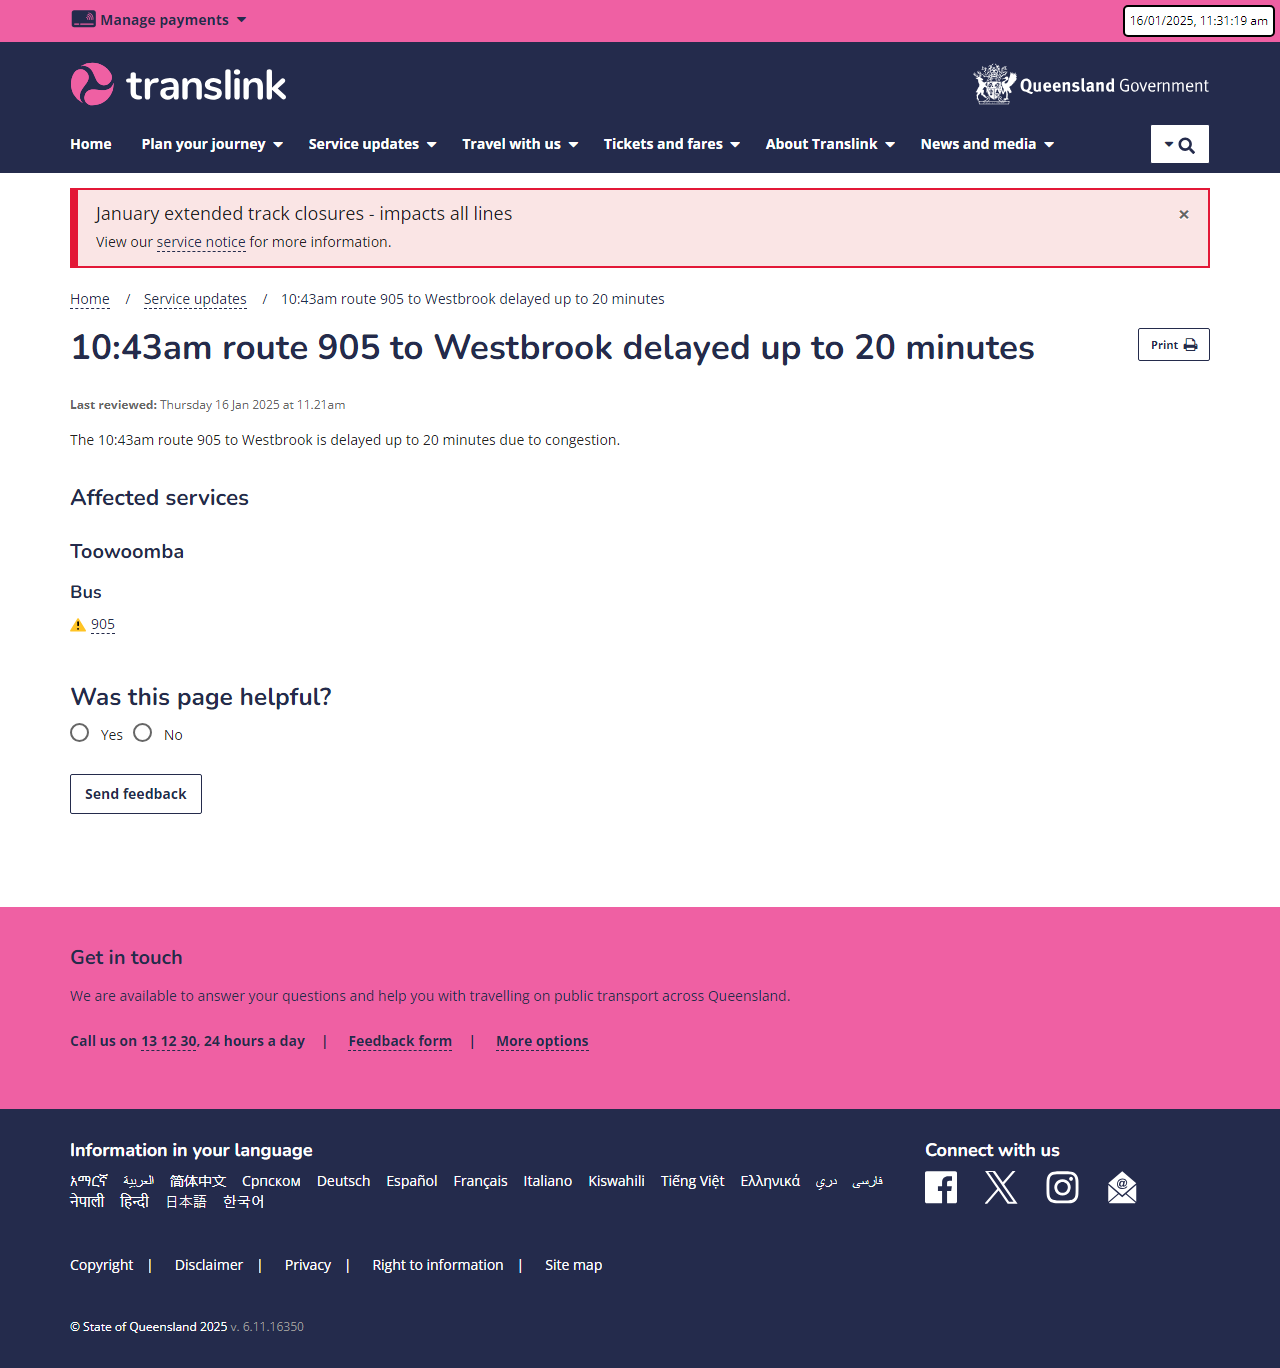 Manage payments
16/01/2025, 11:31:19 am
translink
Queensland Government
Home Plan your journey Service updates Travel with us Tickets and fares About Translink News and media
January extended track closures - impacts all lines
×
View our service notice for more information.
Home / Service updates / 10:43am route 905 to Westbrook delayed up to 20 minutes
10:43am route 905 to Westbrook delayed up to 20 minutes
Print
Last reviewed: Thursday 16 Jan 2025 at 11.21am
The 10:43am route 905 to Westbrook is delayed up to 20 minutes due to congestion.
Affected services
Toowoomba
Bus
905
Was this page helpful?
Yes No
Send feedback
Get in touch
We are available to answer your questions and help you with travelling on public transport across Queensland.
Call us on 13 12 30, 24 hours a day | Feedback form | More options
Information in your language
አማርኛ العربية 简体中文 Српском Deutsch Español Français Italiano Kiswahili Tiếng Việt Ελληνικά دري فارسی
नेपाली हिन्दी 日本語 한국어
Connect with us
Copyright | Disclaimer | Privacy | Right to information | Site map
© State of Queensland 2025 v. 6.11.16350